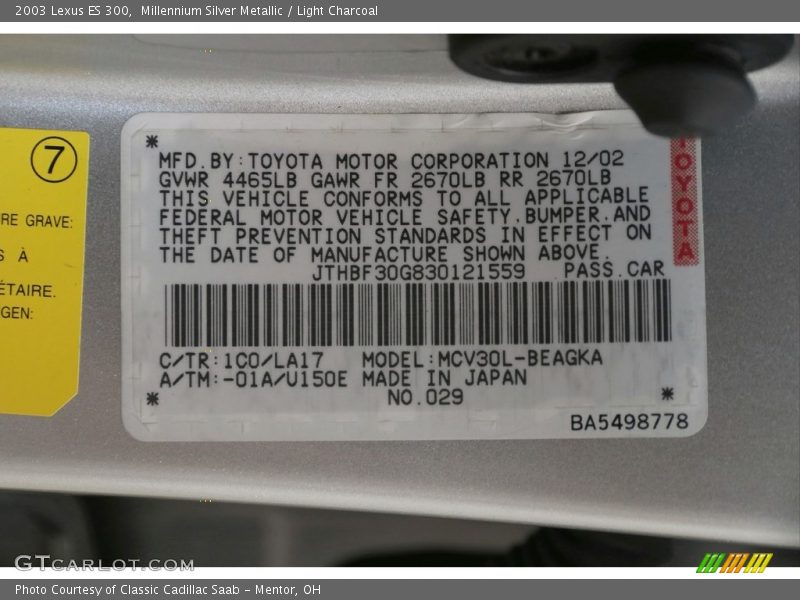 2003 Lexus ES 300,  Millennium Silver Metallic / Light Charcoal
7
RE GRAVE:
S À
ÉTAIRE.
GEN:
* MFD.BY:TOYOTA MOTOR CORPORATION 12/02
GVWR 4465LB GAWR FR 2670LB RR 2670LB
THIS VEHICLE CONFORMS TO ALL APPLICABLE
FEDERAL MOTOR VEHICLE SAFETY.BUMPER.AND
THEFT PREVENTION STANDARDS IN EFFECT ON
THE DATE OF MANUFACTURE SHOWN ABOVE.
JTHBF30G830121559 PASS.CAR
TOYOTA
C/TR:1C0/LA17 MODEL:MCV30L-BEAGKA
A/TM:-01A/U150E MADE IN JAPAN
* NO.029 *
BA5498778
GTCARLOT.COM
Photo Courtesy of Classic Cadillac Saab - Mentor, OH